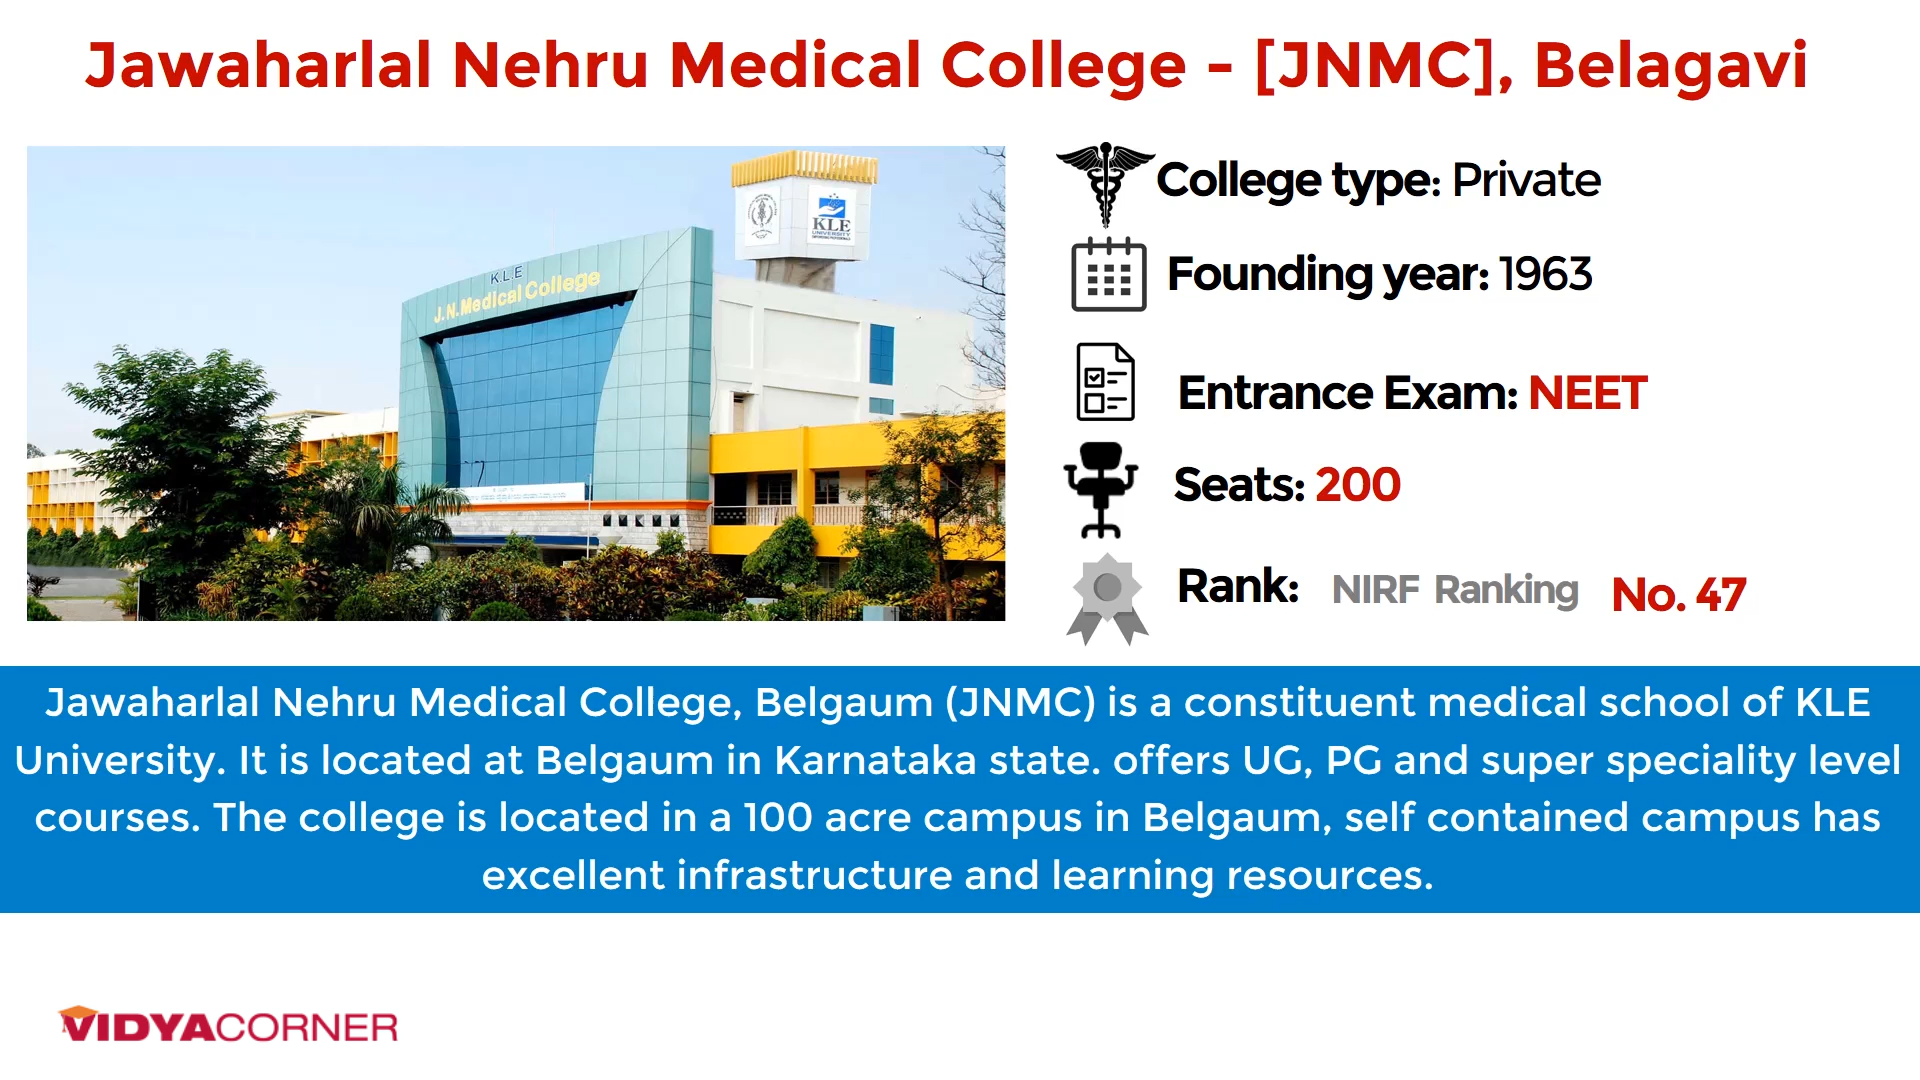 Jawaharlal Nehru Medical College - [JNMC], Belagavi
KLE
UNIVERSITY
K.L.E
J.N.Medical College
College type: Private
Founding year: 1963
Entrance Exam: NEET
Seats: 200
Rank: NIRF Ranking No. 47
Jawaharlal Nehru Medical College, Belgaum (JNMC) is a constituent medical school of KLE
University. It is located at Belgaum in Karnataka state. offers UG, PG and super speciality level
courses. The college is located in a 100 acre campus in Belgaum, self contained campus has
excellent infrastructure and learning resources.
VIDYACORNER